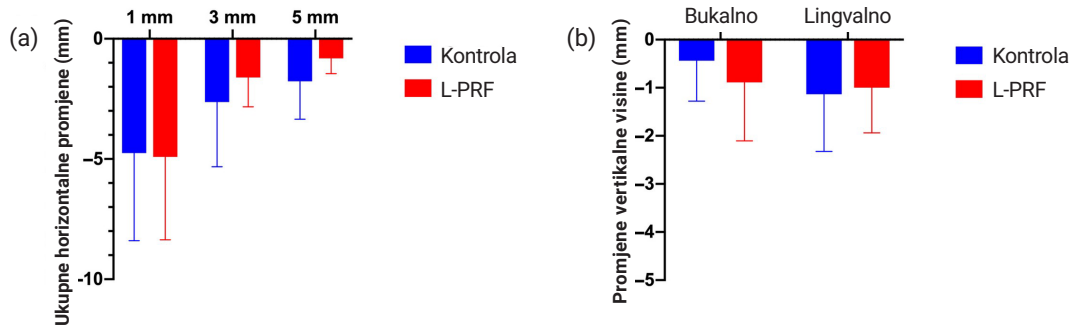 (a)
Ukupne horizontalne promjene (mm)
1 mm 3 mm 5 mm
0
–5
-10
Kontrola
L-PRF
(b)
Promjene vertikalne visine (mm)
Bukalno Lingvalno
0
–1
–2
–3
–4
–5
Kontrola
L-PRF